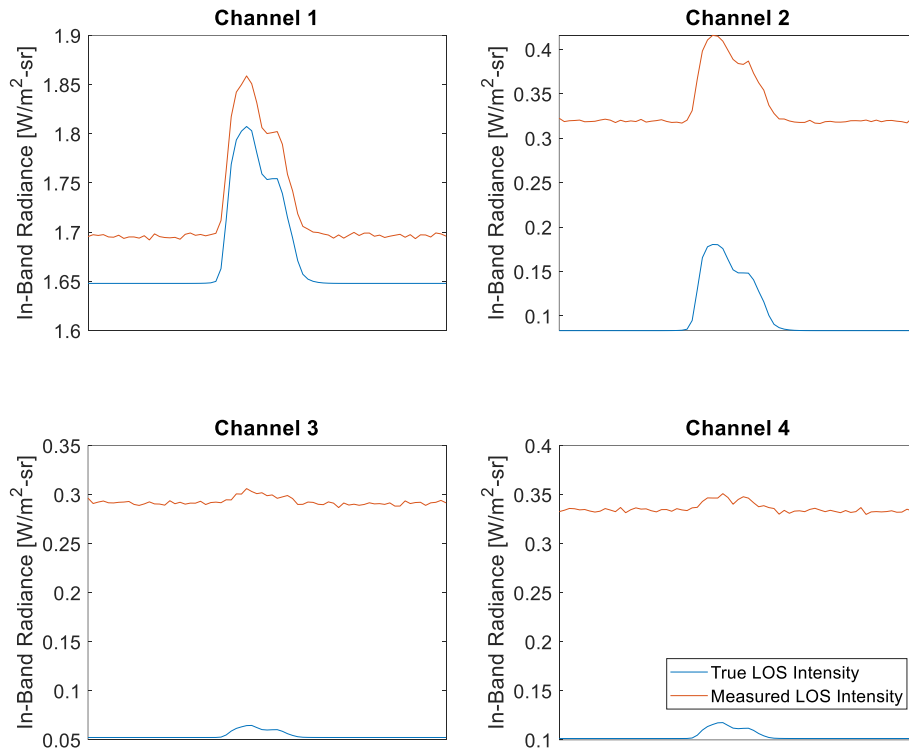 Channel 1
In-Band Radiance [W/m²-sr]
1.9
1.85
1.8
1.75
1.7
1.65
1.6
Channel 2
In-Band Radiance [W/m²-sr]
0.4
0.35
0.3
0.25
0.2
0.15
0.1
Channel 3
In-Band Radiance [W/m²-sr]
0.35
0.3
0.25
0.2
0.15
0.1
0.05
Channel 4
In-Band Radiance [W/m²-sr]
0.4
0.35
0.3
0.25
0.2
0.15
0.1
True LOS Intensity
Measured LOS Intensity